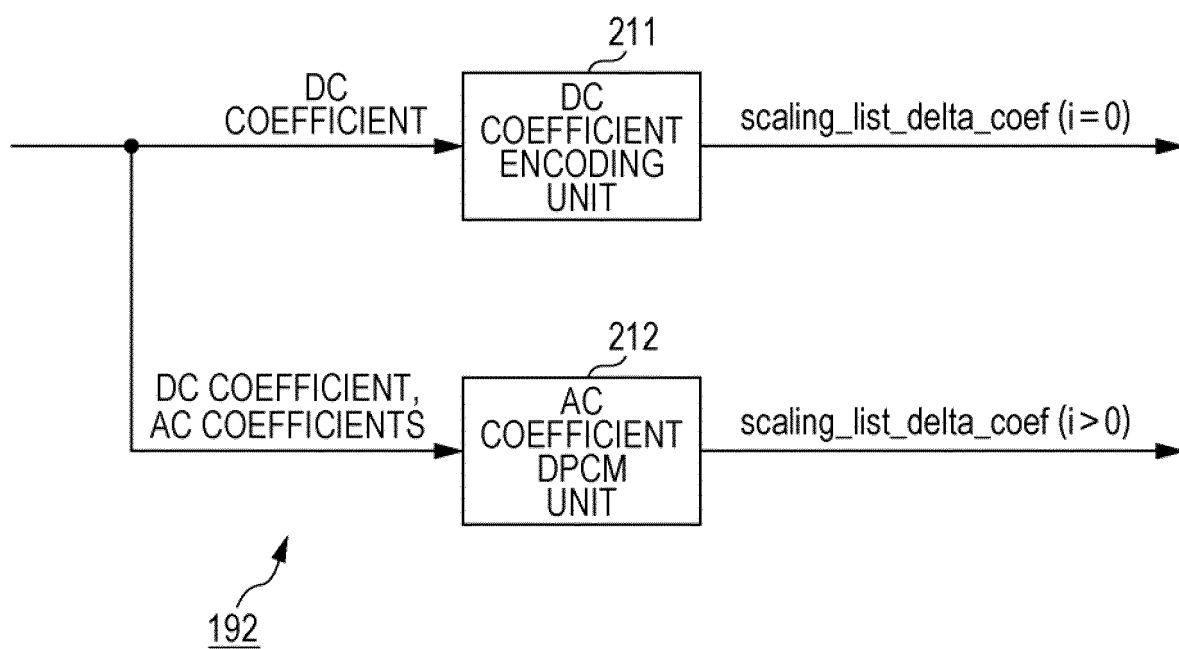 211
DC
COEFFICIENT
DC
COEFFICIENT
ENCODING
UNIT
scaling_list_delta_coef (i=0)
212
DC COEFFICIENT,
AC COEFFICIENTS
AC
COEFFICIENT
DPCM
UNIT
scaling_list_delta_coef (i>0)
192